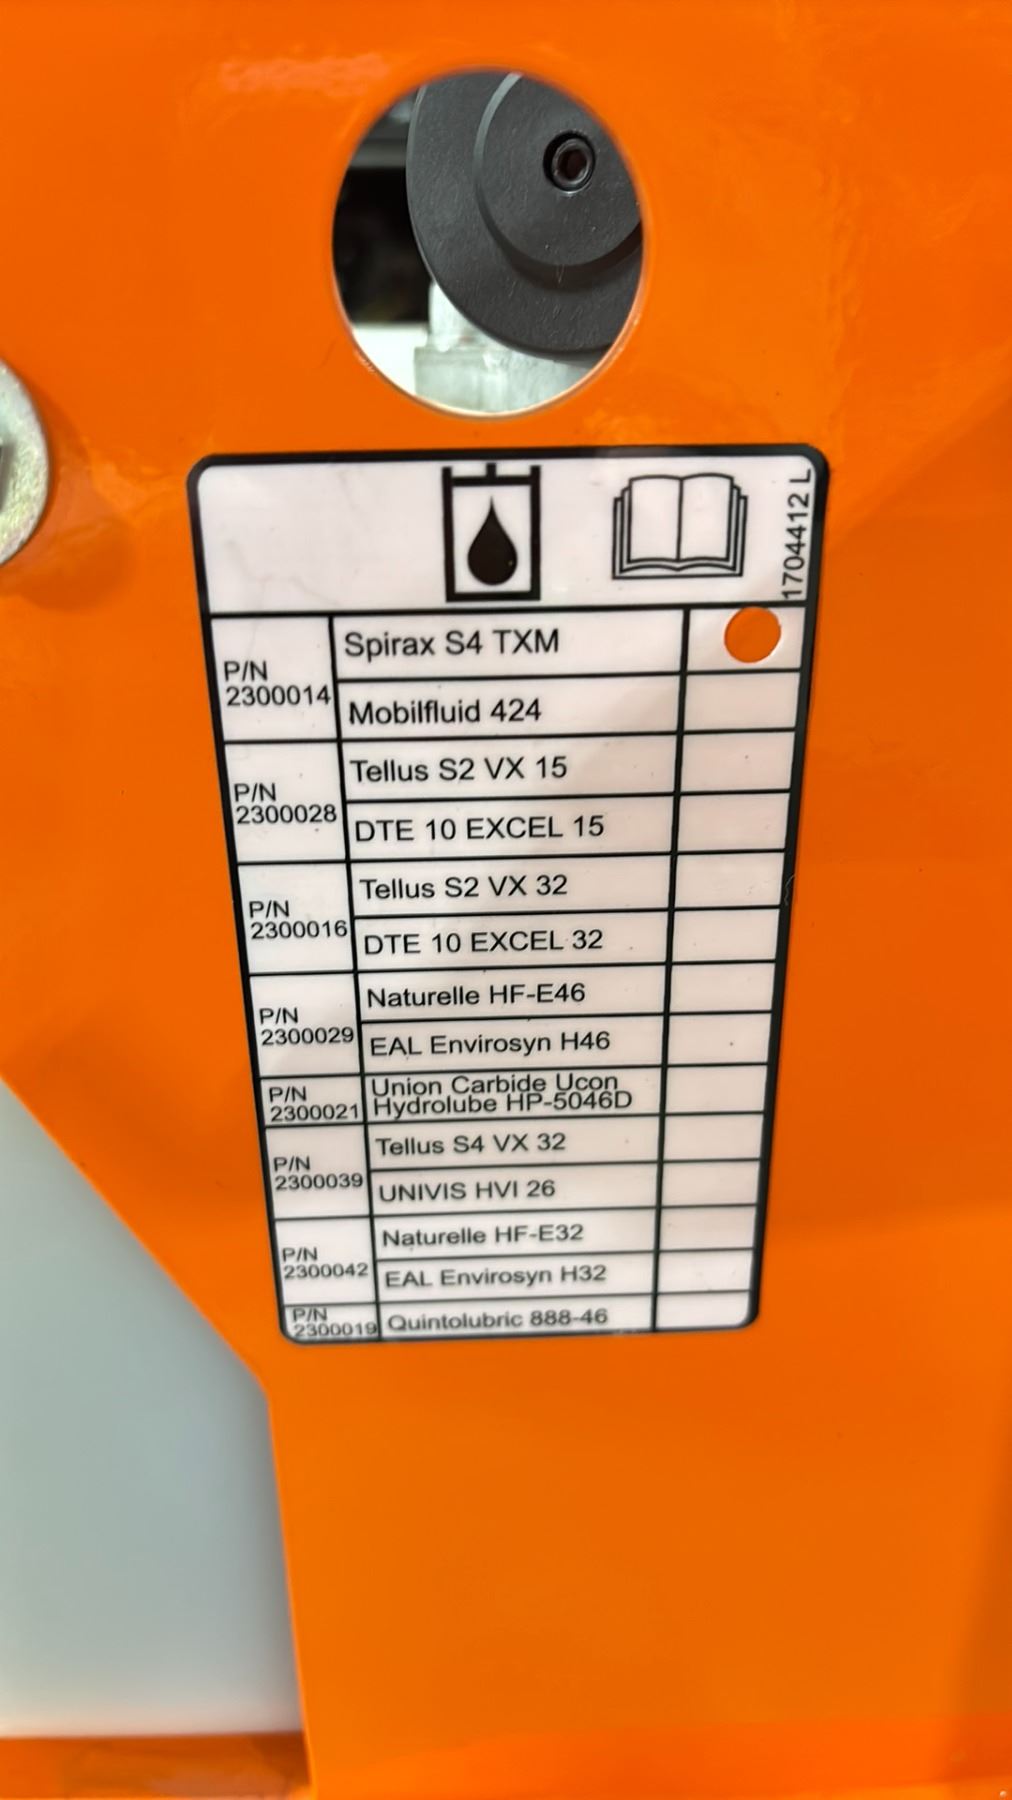 1704412 L
P/N
2300014
Spirax S4 TXM
Mobilfluid 424
P/N
2300028
Tellus S2 VX 15
DTE 10 EXCEL 15
P/N
2300016
Tellus S2 VX 32
DTE 10 EXCEL 32
P/N
2300029
Naturelle HF-E46
EAL Envirosyn H46
P/N
2300021
Union Carbide Ucon
Hydrolube HP-5046D
P/N
2300039
Tellus S4 VX 32
UNIVIS HVI 26
P/N
2300042
Naturelle HF-E32
EAL Envirosyn H32
P/N
2300019
Quintolubric 888-46